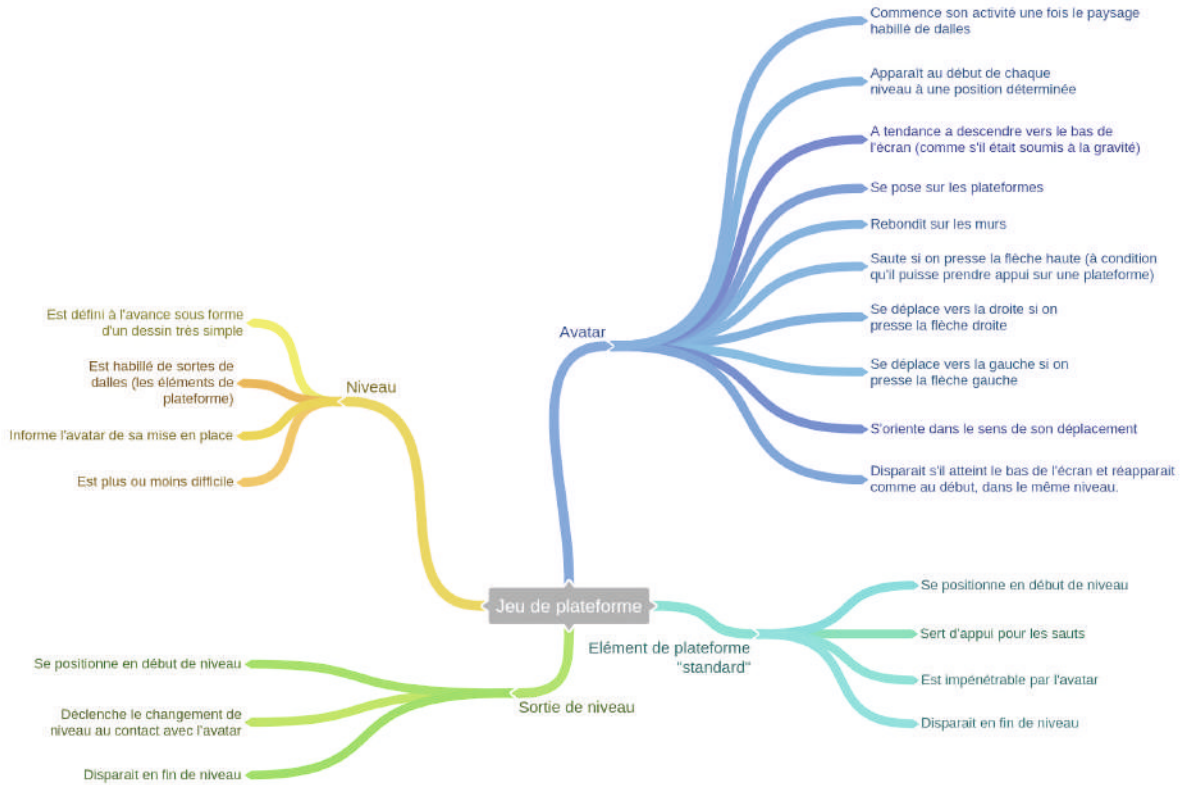 Commence son activité une fois le paysage
habillé de dalles
Apparaît au début de chaque
niveau à une position déterminée
A tendance a descendre vers le bas de
l'écran (comme s'il était soumis à la gravité)
Se pose sur les plateformes
Rebondit sur les murs
Saute si on presse la flèche haute (à condition
qu'il puisse prendre appui sur une plateforme)
Se déplace vers la droite si on
presse la flèche droite
Se déplace vers la gauche si on
presse la flèche gauche
S'oriente dans le sens de son déplacement
Disparait s'il atteint le bas de l'écran et réapparait
comme au début, dans le même niveau.
Avatar
Est défini à l'avance sous forme
d'un dessin très simple
Est habillé de sortes de
dalles (les éléments de
plateforme)
Informe l'avatar de sa mise en place
Est plus ou moins difficile
Niveau
Jeu de plateforme
Elément de plateforme
"standard"
Se positionne en début de niveau
Sert d'appui pour les sauts
Est impénétrable par l'avatar
Disparait en fin de niveau
Sortie de niveau
Se positionne en début de niveau
Déclenche le changement de
niveau au contact avec l'avatar
Disparait en fin de niveau